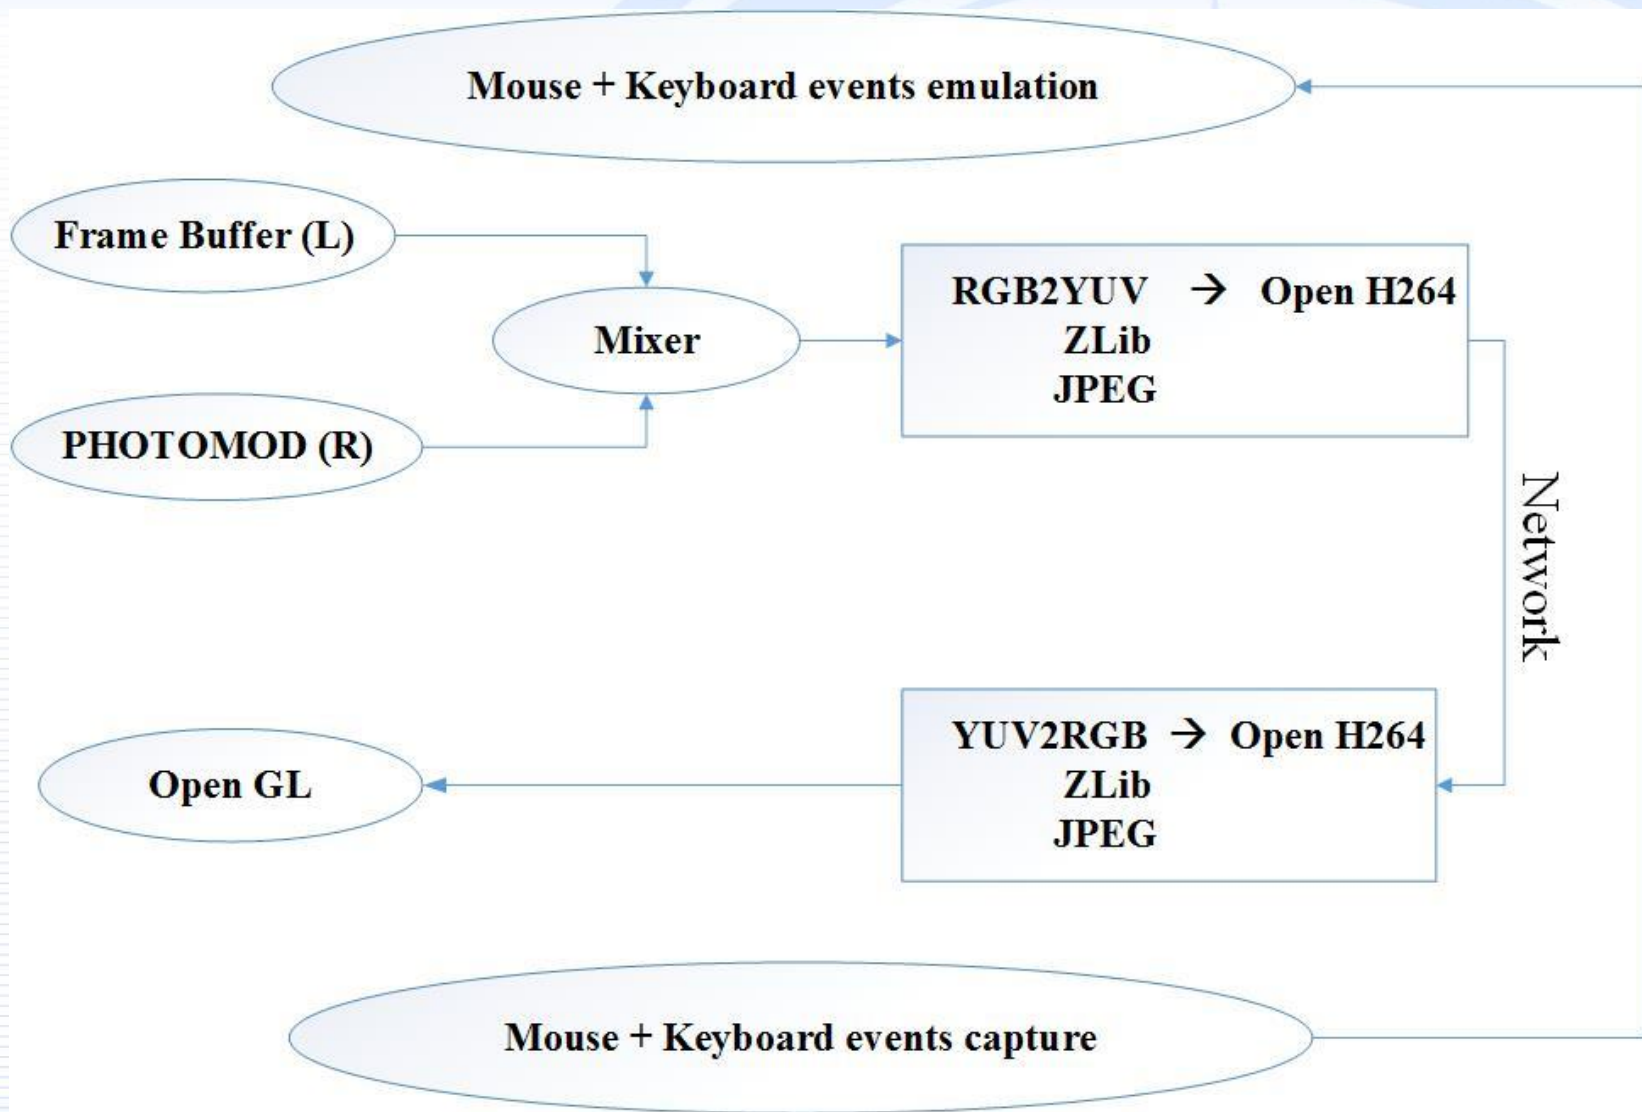 Mouse + Keyboard events emulation
Frame Buffer (L)
PHOTOMOD (R)
Mixer
RGB2YUV → Open H264
ZLib
JPEG
Network
YUV2RGB → Open H264
ZLib
JPEG
Open GL
Mouse + Keyboard events capture